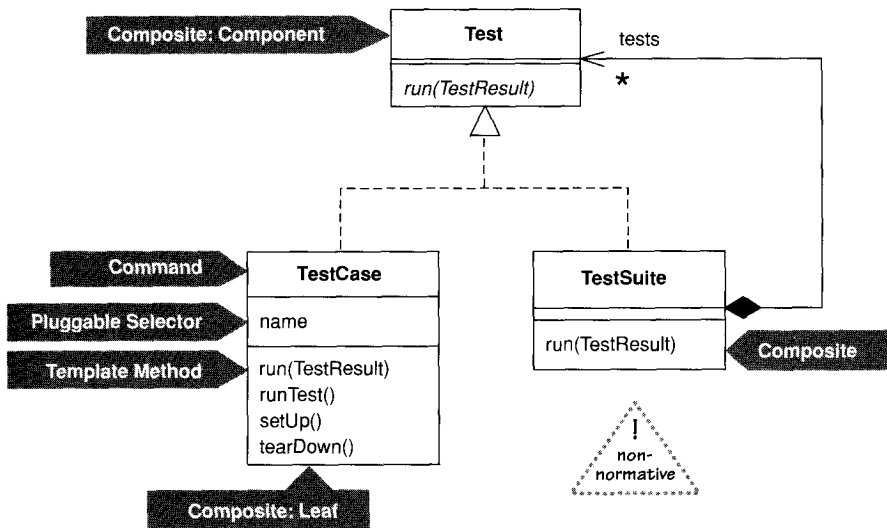 Composite: Component
Test
tests
*
run(TestResult)
Command
TestCase
TestSuite
Pluggable Selector
name
run(TestResult)
Composite
Template Method
run(TestResult)
runTest()
setUp()
tearDown()
!
non-
normative
Composite: Leaf